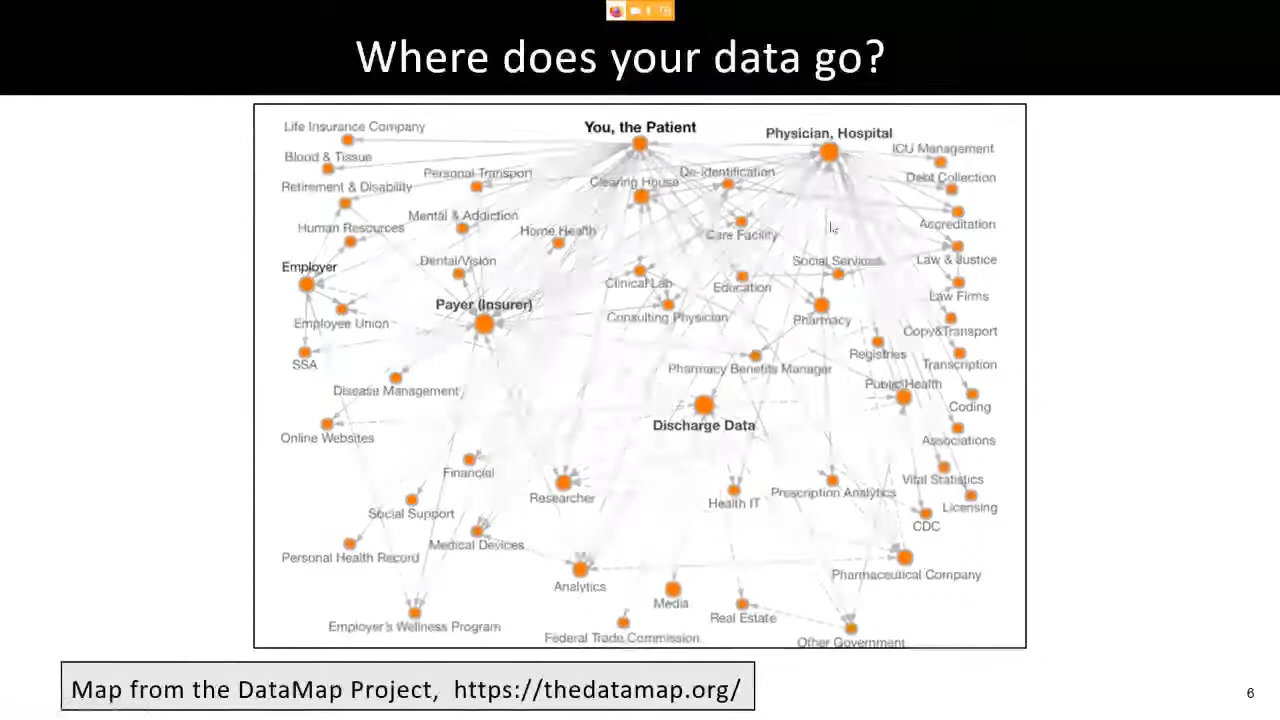 Where does your data go?
Life Insurance Company
You, the Patient
Physician, Hospital
Blood & Tissue
ICU Management
Personal Transport
De-identification
Debt Collection
Retirement & Disability
Clearing House
Mental & Addiction
Accreditation
Human Resources
Home Health
Care Facility
Employer
Dental/Vision
Social Services
Law & Justice
Clinical Lab
Education
Law Firms
Payer (Insurer)
Employee Union
Consulting Physician
Pharmacy
Copy&Transport
SSA
Pharmacy Benefits Manager
Registries
Transcription
Disease Management
Public Health
Coding
Online Websites
Discharge Data
Associations
Financial
Vital Statistics
Researcher
Health IT
Prescription Analytics
Licensing
Social Support
CDC
Personal Health Record
Medical Devices
Analytics
Pharmaceutical Company
Media
Employer's Wellness Program
Real Estate
Federal Trade Commission
Other Government
Map from the DataMap Project, https://thedatamap.org/
6